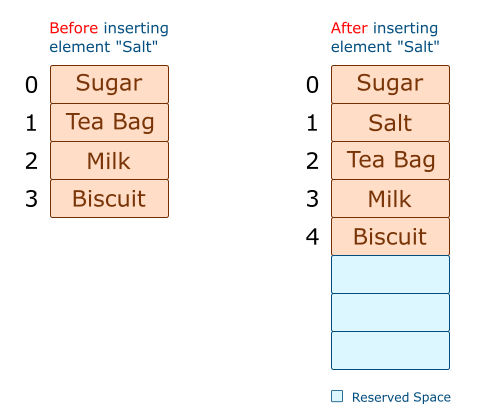 Before inserting
element "Salt"
0 Sugar
1 Tea Bag
2 Milk
3 Biscuit
After inserting
element "Salt"
0 Sugar
1 Salt
2 Tea Bag
3 Milk
4 Biscuit
Reserved Space